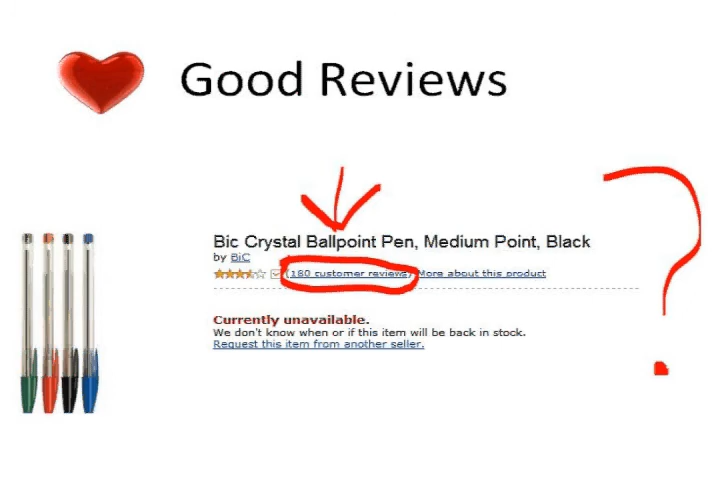 Good Reviews
Bic Crystal Ballpoint Pen, Medium Point, Black
by BiC
(180 customer reviews) More about this product
Currently unavailable.
We don't know when or if this item will be back in stock.
Request this item from another seller.
?